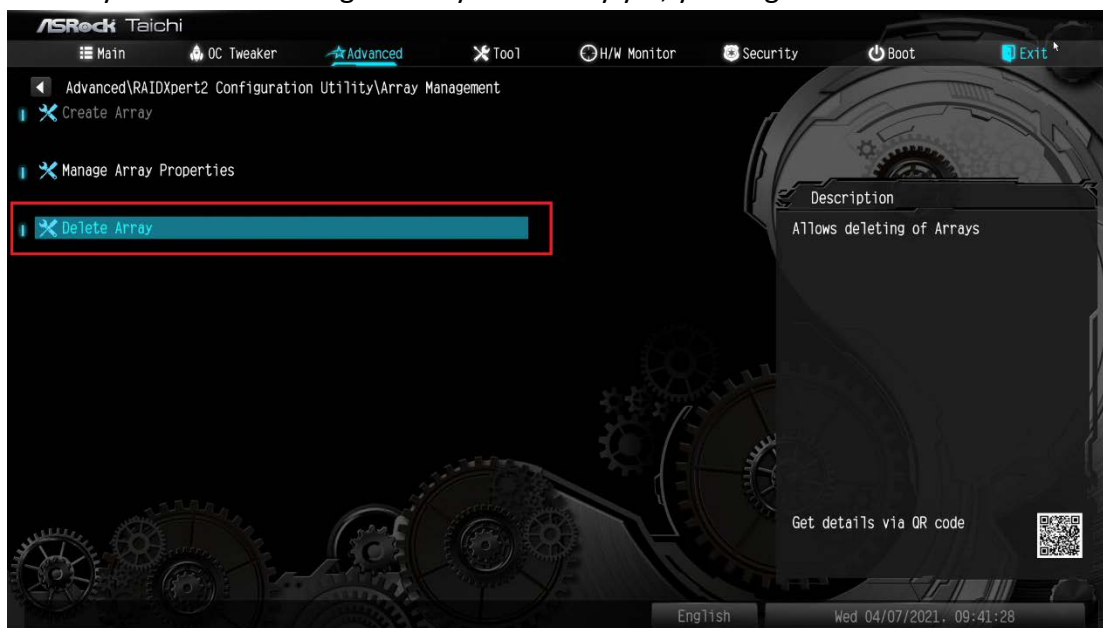 ASRock Taichi
Main OC Tweaker Advanced Tool H/W Monitor Security Boot Exit
Advanced\RAIDXpert2 Configuration Utility\Array Management
Create Array
Manage Array Properties
Delete Array
Description
Allows deleting of Arrays
Get details via QR code
English Wed 04/07/2021, 09:41:28